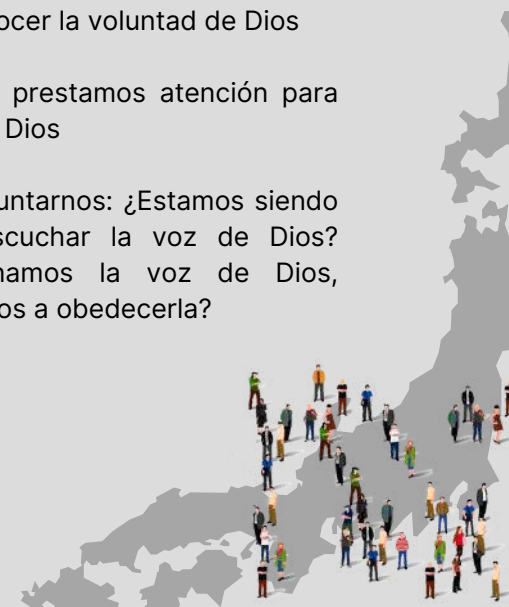 ocer la voluntad de Dios
prestamos atención para
Dios
untarnos: ¿Estamos siendo
scuchar la voz de Dios?
namos la voz de Dios,
os a obedecerla?